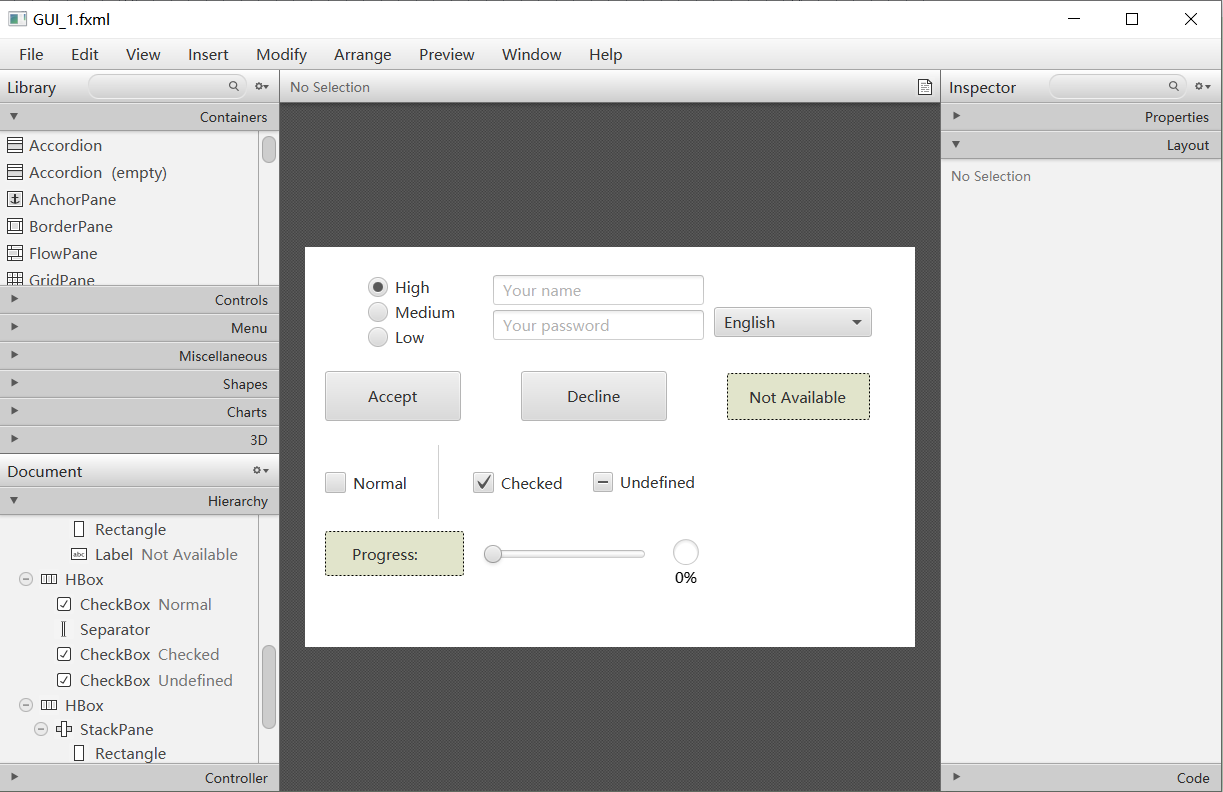 GUI_1.fxml
File Edit View Insert Modify Arrange Preview Window Help
Library
Containers
Accordion
Accordion (empty)
AnchorPane
BorderPane
FlowPane
GridPane
Controls
Menu
Miscellaneous
Shapes
Charts
3D
Document
Hierarchy
Rectangle
abc Label Not Available
HBox
CheckBox Normal
Separator
CheckBox Checked
CheckBox Undefined
HBox
StackPane
Rectangle
Controller
No Selection
High
Medium
Low
Your name
Your password
English
Accept
Decline
Not Available
Normal
Checked
Undefined
Progress:
0%
Inspector
Properties
Layout
No Selection
Code